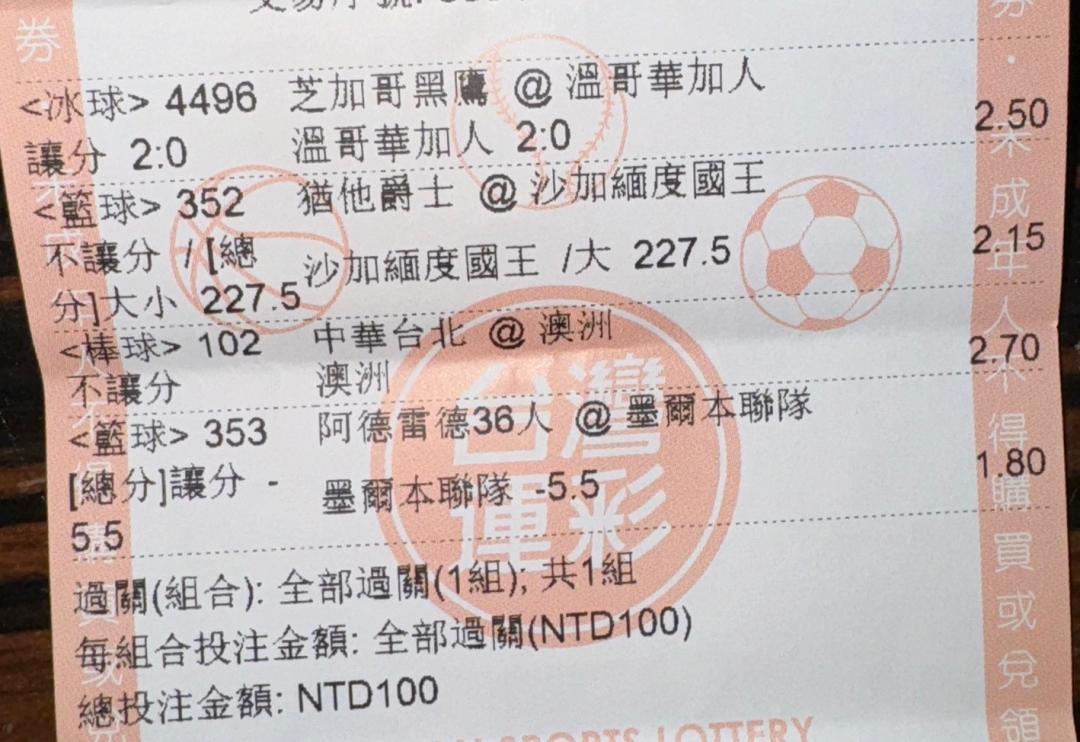 <冰球> 4496 芝加哥黑鷹 @ 溫哥華加人
讓分 2:0 溫哥華加人 2:0 2.50
<籃球> 352 猶他爵士 @ 沙加緬度國王
不讓分 / [總
分]大小 227.5 沙加緬度國王 /大 227.5 2.15
<棒球> 102 中華台北 @ 澳洲
不讓分 澳洲 2.70
<籃球> 353 阿德雷德36人 @ 墨爾本聯隊
[總分]讓分 -
5.5 墨爾本聯隊 -5.5 1.80
過關(組合): 全部過關(1組); 共1組
每組合投注金額: 全部過關(NTD100)
總投注金額: NTD100
台灣
運彩
SPORTS LOTTERY
券
券·未成年人不得購買或兌領